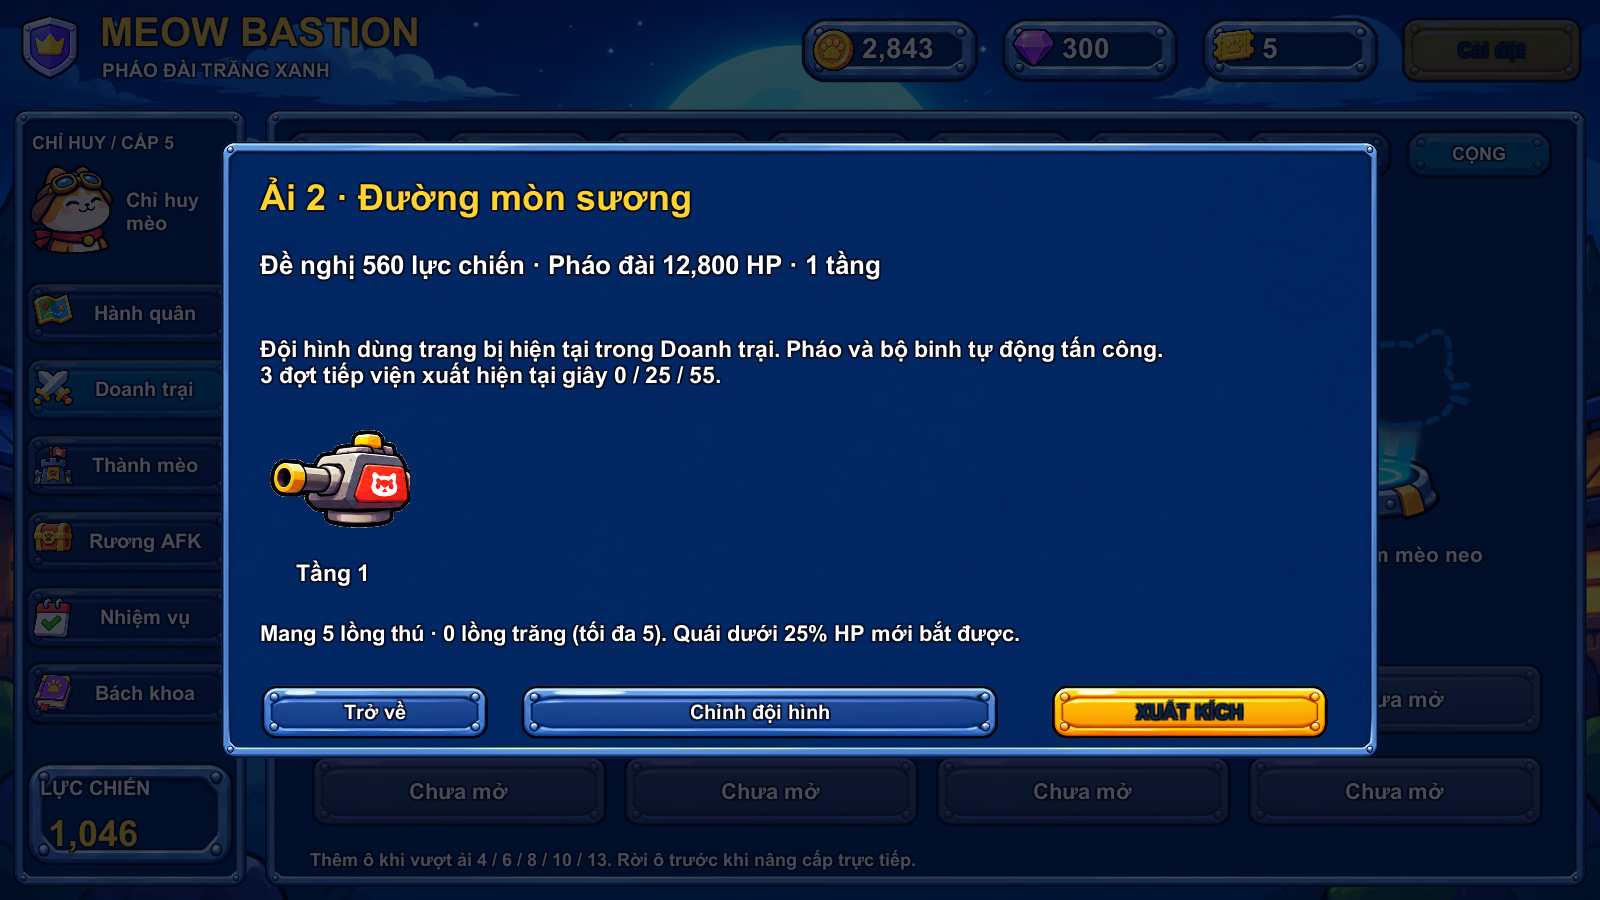 MEOW BASTION
PHÁO ĐÀI TRĂNG XANH
2,843
300
5
Cài đặt
CHỈ HUY / CẤP 5
Chỉ huy
mèo
CỘNG
Hành quân
Doanh trại
Thành mèo
Rương AFK
Nhiệm vụ
Bách khoa
LỰC CHIẾN
1,046
Ải 2 · Đường mòn sương
Đề nghị 560 lực chiến · Pháo đài 12,800 HP · 1 tầng
Đội hình dùng trang bị hiện tại trong Doanh trại. Pháo và bộ binh tự động tấn công.
3 đợt tiếp viện xuất hiện tại giây 0 / 25 / 55.
Tầng 1
Mang 5 lồng thú · 0 lồng trăng (tối đa 5). Quái dưới 25% HP mới bắt được.
Trở về
Chỉnh đội hình
XUẤT KÍCH
mèo neo
mở
Chưa mở
Chưa mở
Chưa mở
Chưa mở
Thêm ô khi vượt ải 4 / 6 / 8 / 10 / 13. Rời ô trước khi nâng cấp trực tiếp.